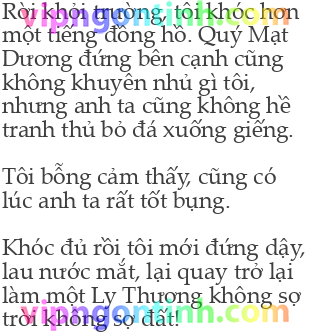 Rời khỏi trường, tôi khóc hơn
một tiếng đồng hồ. Quý Mạt
Dương đứng bên cạnh cũng
không khuyên nhủ gì tôi,
nhưng anh ta cũng không hề
tranh thủ bỏ đá xuống giếng.
Tôi bỗng cảm thấy, cũng có
lúc anh ta rất tốt bụng.
Khóc đủ rồi tôi mới đứng dậy,
lau nước mắt, lại quay trở lại
làm một Ly Thương không sợ
trời không sợ đất!
vipngontinh.com
vipngontinh.com